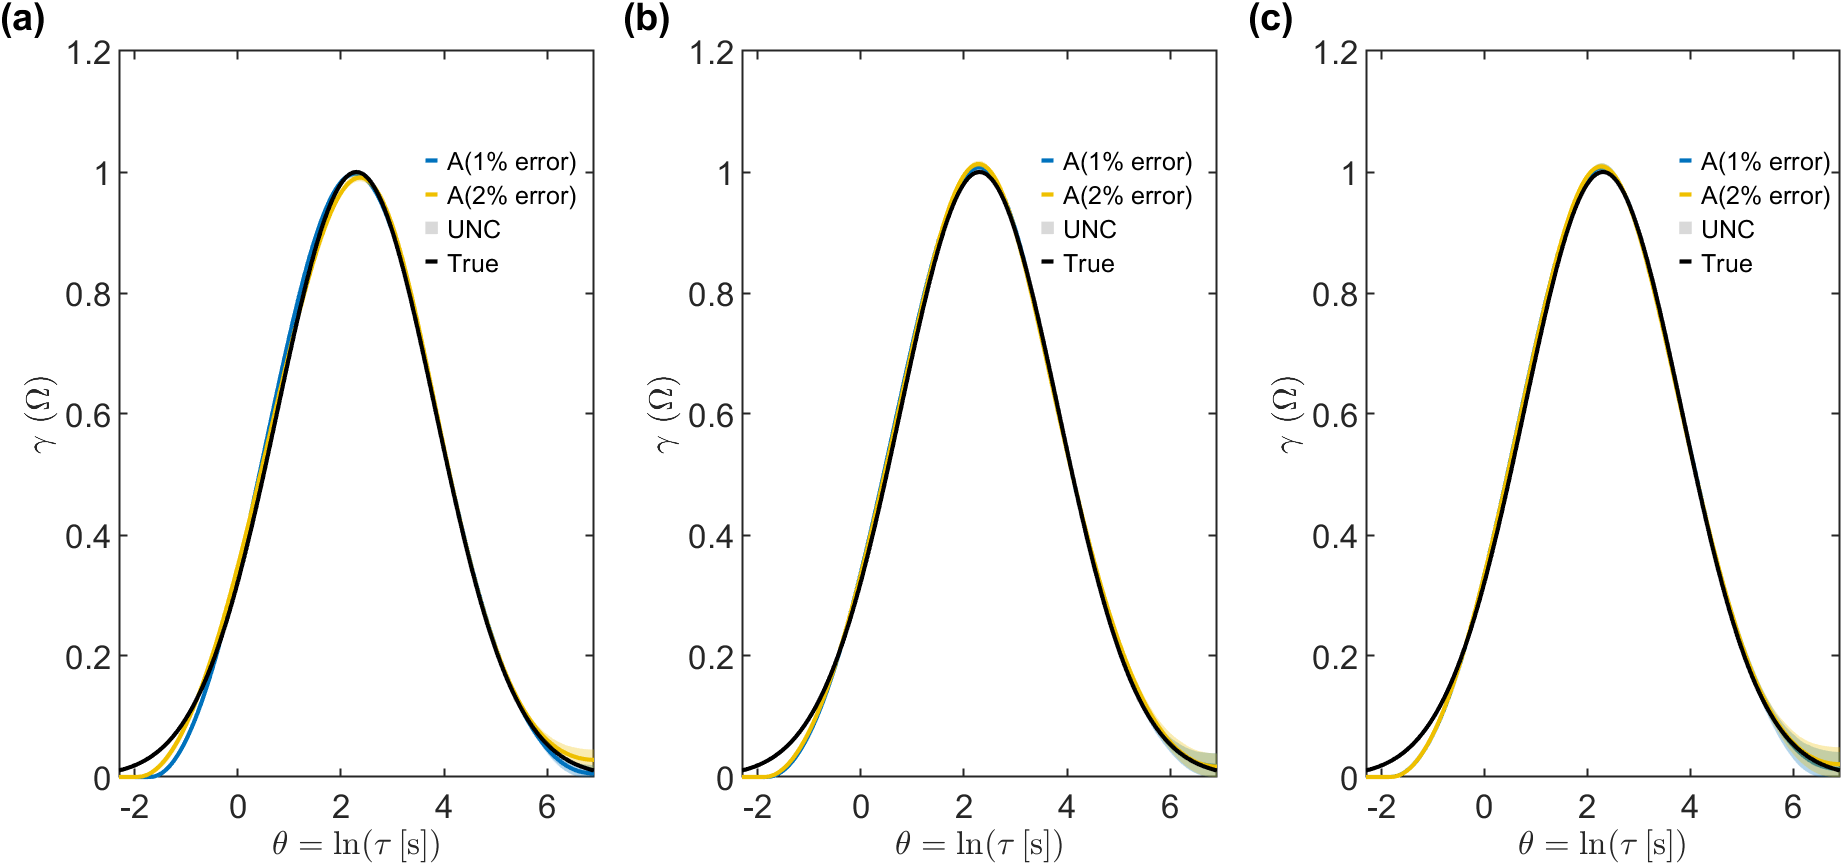 (a)
1.2
1
0.8
0.6
0.4
0.2
0
-2 0 2 4 6
γ (Ω)
θ = ln(τ [s])
A(1% error)
A(2% error)
UNC
True
(b)
1.2
1
0.8
0.6
0.4
0.2
0
-2 0 2 4 6
γ (Ω)
θ = ln(τ [s])
A(1% error)
A(2% error)
UNC
True
(c)
1.2
1
0.8
0.6
0.4
0.2
0
-2 0 2 4 6
γ (Ω)
θ = ln(τ [s])
A(1% error)
A(2% error)
UNC
True